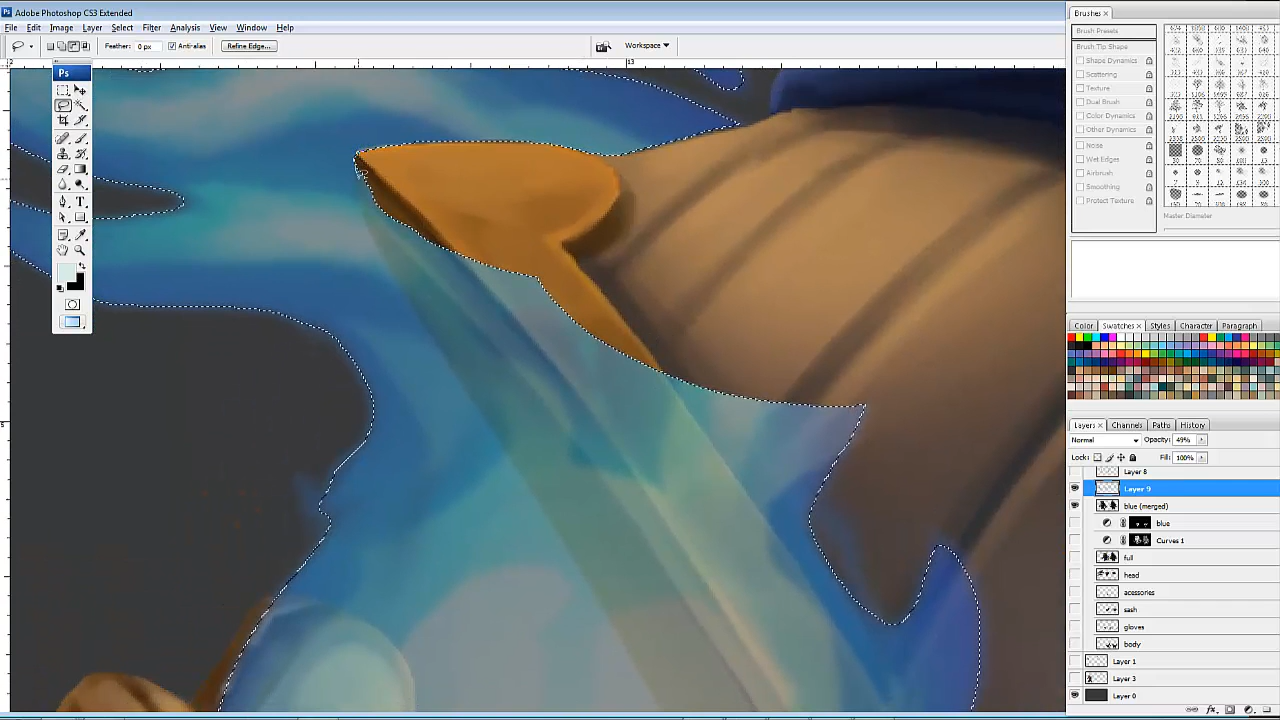 Adobe Photoshop CS3 Extended
File Edit Image Layer Select Filter Analysis View Window Help
Feather: 0 px Anti-alias Refine Edge... Workspace
13
Ps
Brushes
Brush Presets
Brush Tip Shape
Shape Dynamics
Scattering
Texture
Dual Brush
Color Dynamics
Other Dynamics
Noise
Wet Edges
Airbrush
Smoothing
Protect Texture
Master Diameter
Color Swatches Styles Character Paragraph
Layers Channels Paths History
Normal Opacity: 49%
Lock: Fill: 100%
Layer 8
Layer 9
blue (merged)
blue
Curves 1
full
head
acessories
sash
gloves
body
Layer 1
Layer 3
Layer 0